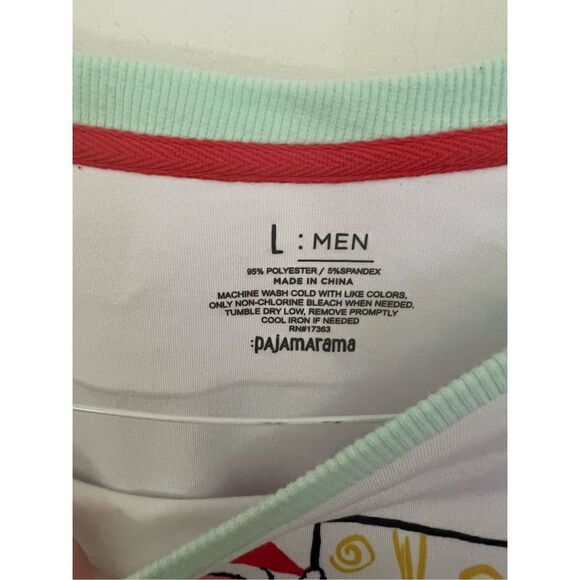 L : MEN
95% POLYESTER / 5%SPANDEX
MADE IN CHINA
MACHINE WASH COLD WITH LIKE COLORS,
ONLY NON-CHLORINE BLEACH WHEN NEEDED,
TUMBLE DRY LOW, REMOVE PROMPTLY
COOL IRON IF NEEDED
RN#17363
:PAJAMARAMA